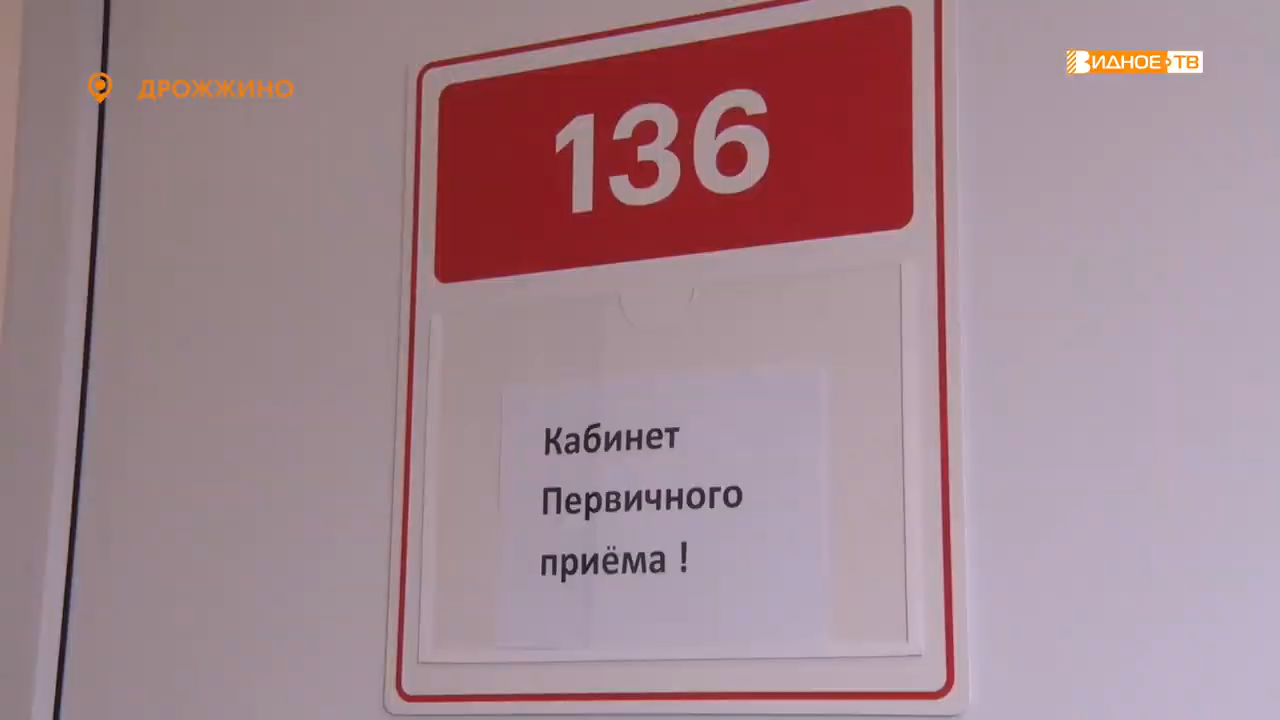 ДРОЖЖИНО
ВИДНОЕ ТВ
136
Кабинет
Первичного
приёма !